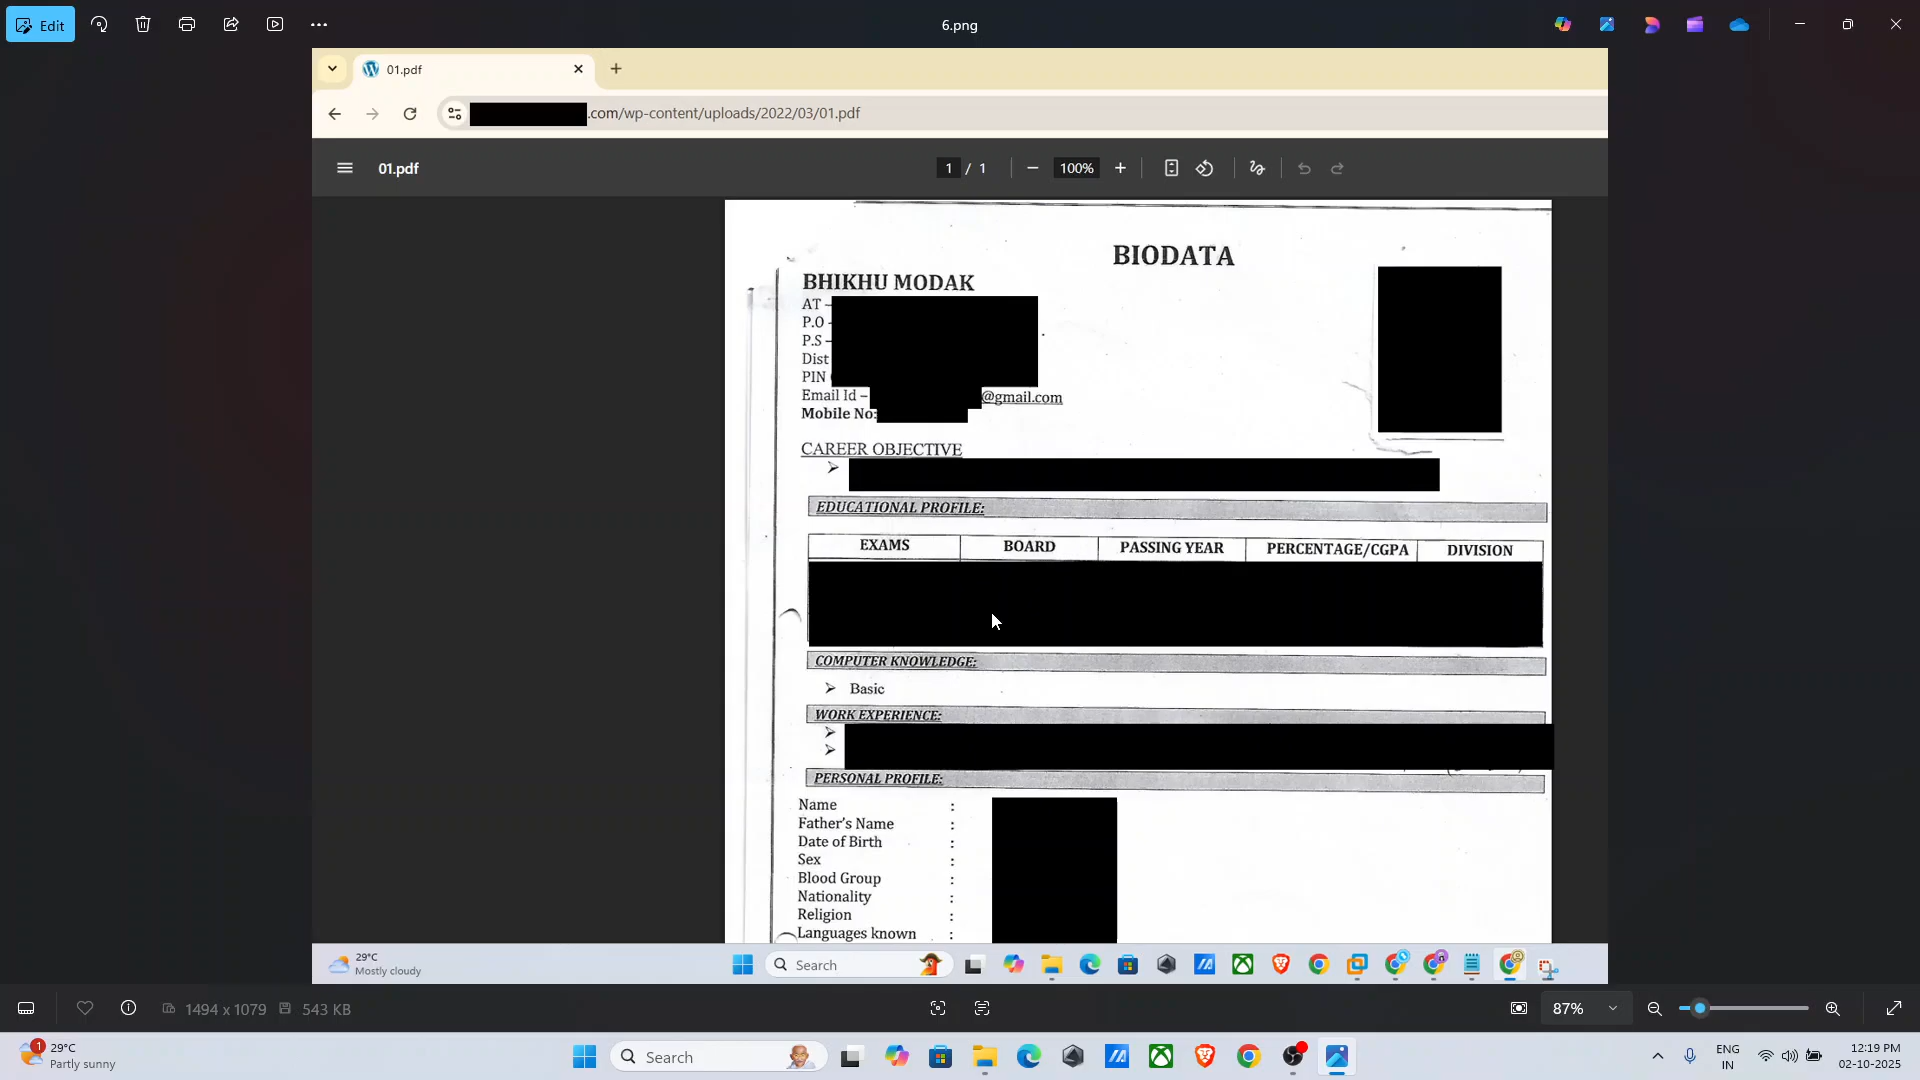 Edit
6.png
01.pdf
.com/wp-content/uploads/2022/03/01.pdf
01.pdf
1 / 1
100%
BIODATA
BHIKHU MODAK
AT –
P.O -
P.S –
Dist
PIN
Email Id – @gmail.com
Mobile No:
CAREER OBJECTIVE
EDUCATIONAL PROFILE:
EXAMS BOARD PASSING YEAR PERCENTAGE/CGPA DIVISION
COMPUTER KNOWLEDGE:
➢ Basic
WORK EXPERIENCE:
PERSONAL PROFILE:
Name :
Father's Name :
Date of Birth :
Sex :
Blood Group :
Nationality :
Religion :
Languages known :
29°C
Mostly cloudy
Search
1494 x 1079 543 KB
87%
1
29°C
Partly sunny
Search
ENG
IN
12:19 PM
02-10-2025